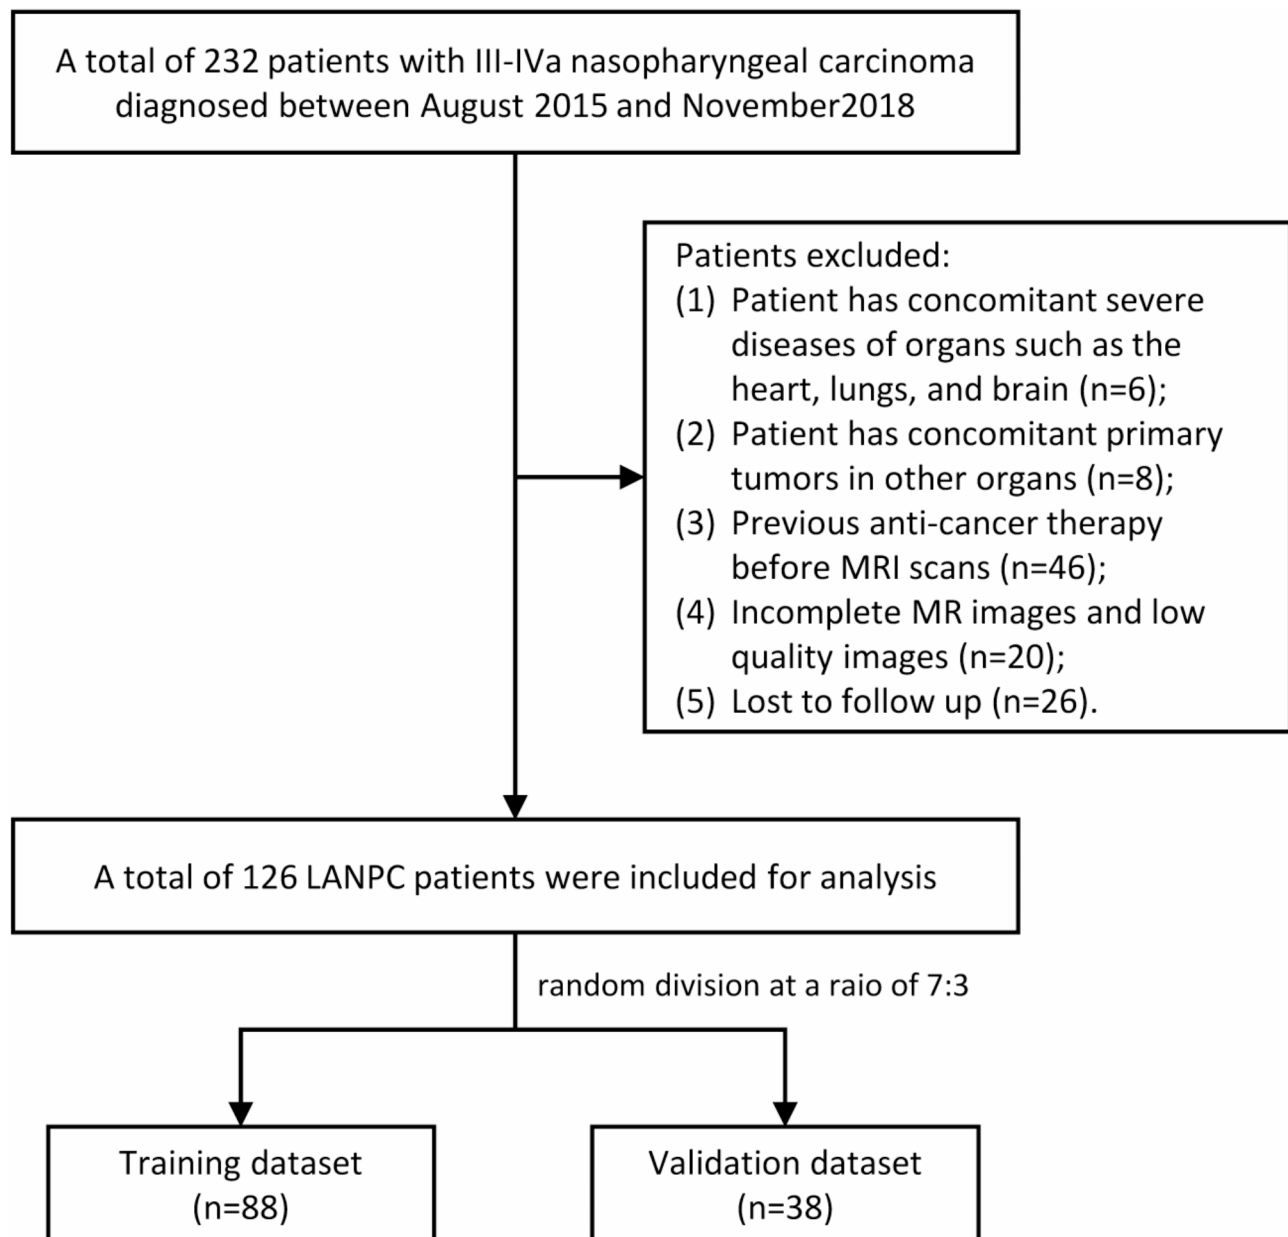 A total of 232 patients with III-IVa nasopharyngeal carcinoma
diagnosed between August 2015 and November2018
Patients excluded:
(1) Patient has concomitant severe
diseases of organs such as the
heart, lungs, and brain (n=6);
(2) Patient has concomitant primary
tumors in other organs (n=8);
(3) Previous anti-cancer therapy
before MRI scans (n=46);
(4) Incomplete MR images and low
quality images (n=20);
(5) Lost to follow up (n=26).
A total of 126 LANPC patients were included for analysis
random division at a raio of 7:3
Training dataset
(n=88)
Validation dataset
(n=38)